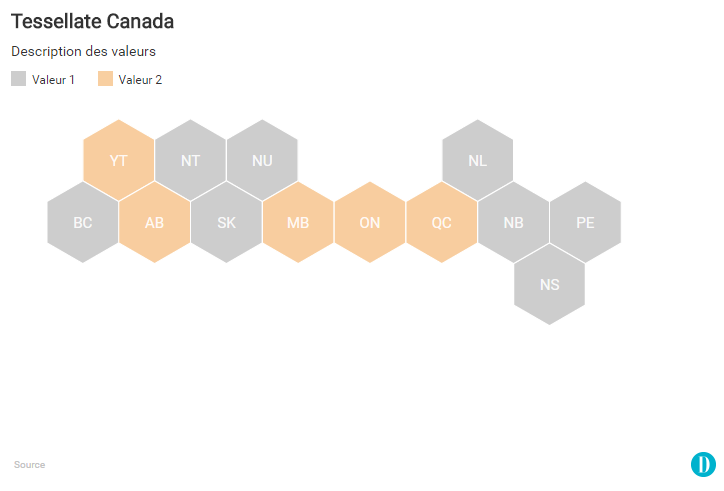 Tessellate Canada
Description des valeurs
Valeur 1 Valeur 2
YT NT NU NL
BC AB SK MB ON QC NB PE
NS
Source
D